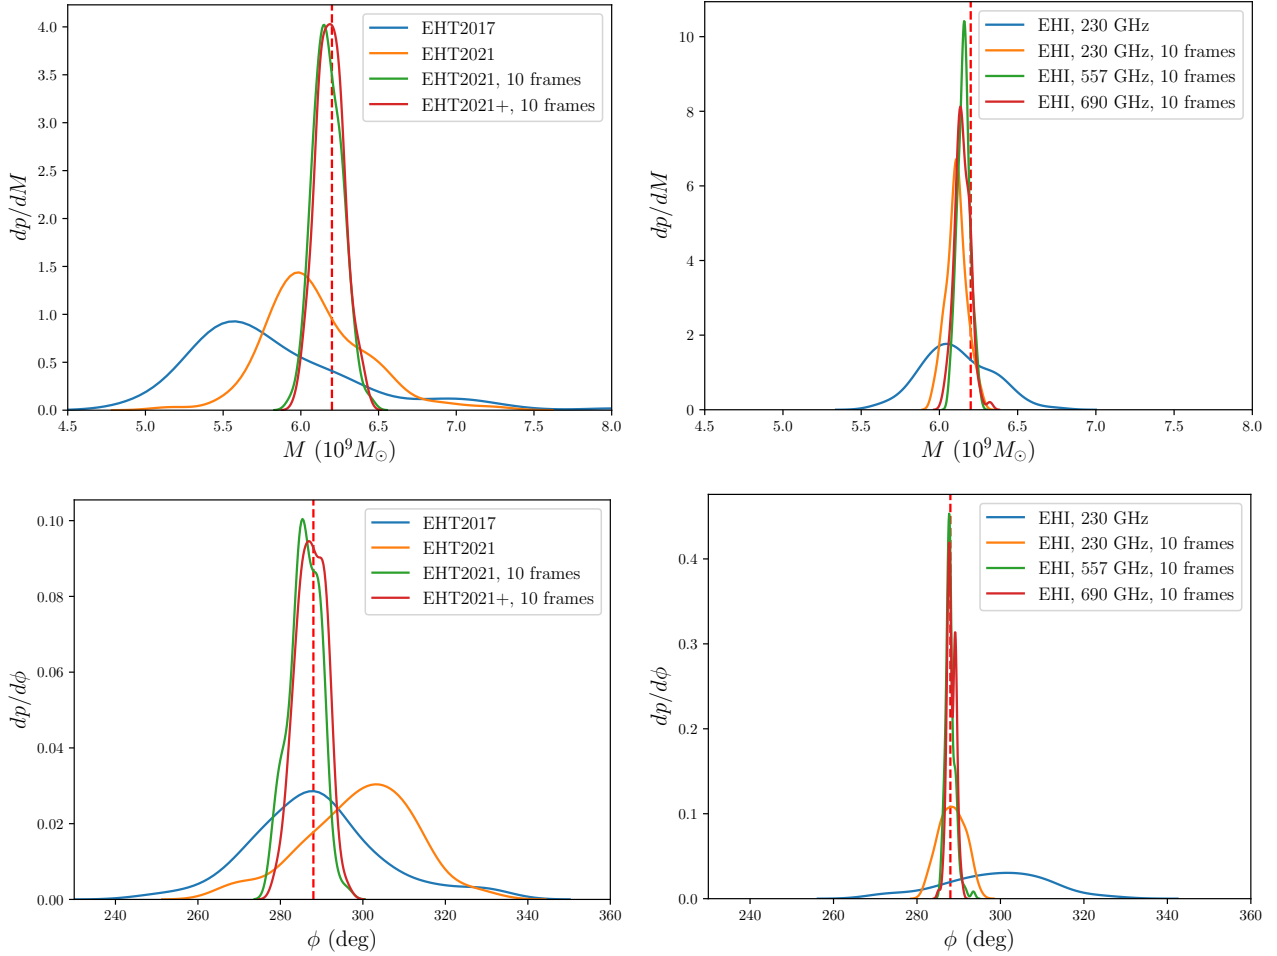 EHT2017
EHT2021
EHT2021, 10 frames
EHT2021+, 10 frames
dp/dM
4.0
3.5
3.0
2.5
2.0
1.5
1.0
0.5
0.0
4.5 5.0 5.5 6.0 6.5 7.0 7.5 8.0
M (10⁹M⊙)
EHI, 230 GHz
EHI, 230 GHz, 10 frames
EHI, 557 GHz, 10 frames
EHI, 690 GHz, 10 frames
dp/dM
10
8
6
4
2
0
4.5 5.0 5.5 6.0 6.5 7.0 7.5 8.0
M (10⁹M⊙)
EHT2017
EHT2021
EHT2021, 10 frames
EHT2021+, 10 frames
dp/dϕ
0.10
0.08
0.06
0.04
0.02
0.00
240 260 280 300 320 340 360
ϕ (deg)
EHI, 230 GHz
EHI, 230 GHz, 10 frames
EHI, 557 GHz, 10 frames
EHI, 690 GHz, 10 frames
dp/dϕ
0.4
0.3
0.2
0.1
0.0
240 260 280 300 320 340 360
ϕ (deg)